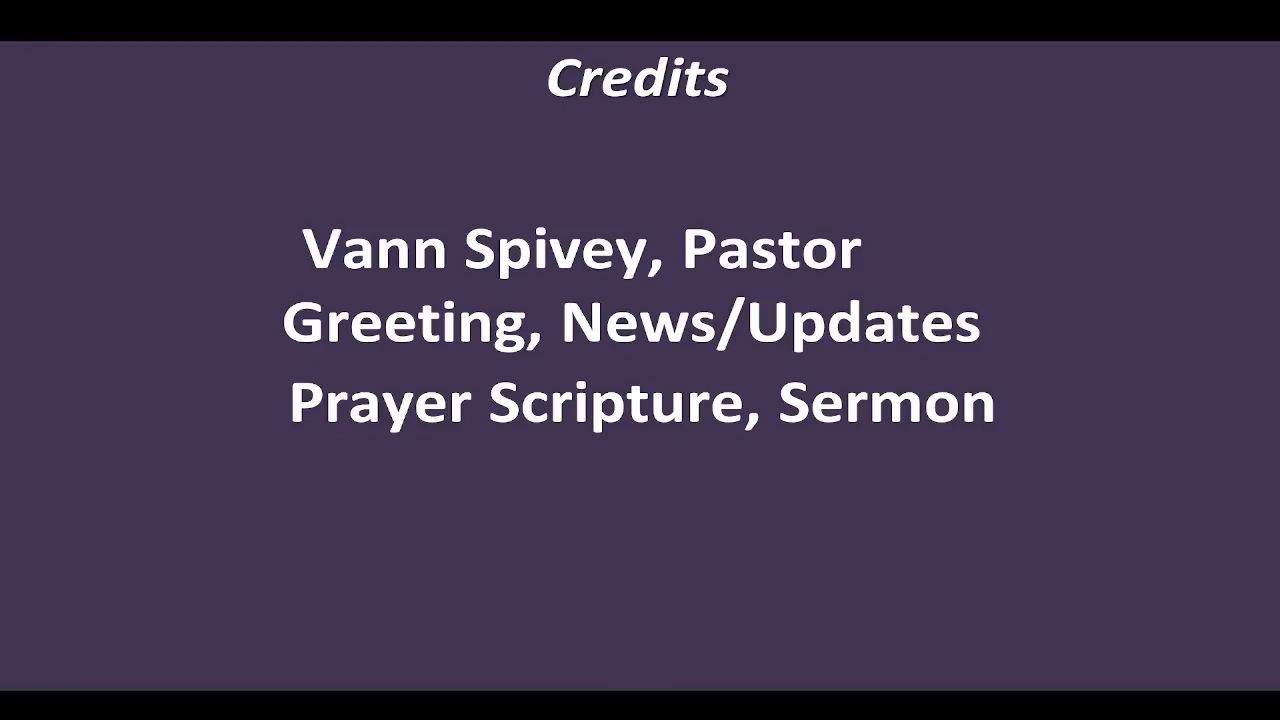 Credits
Vann Spivey, Pastor
Greeting, News/Updates
Prayer Scripture, Sermon